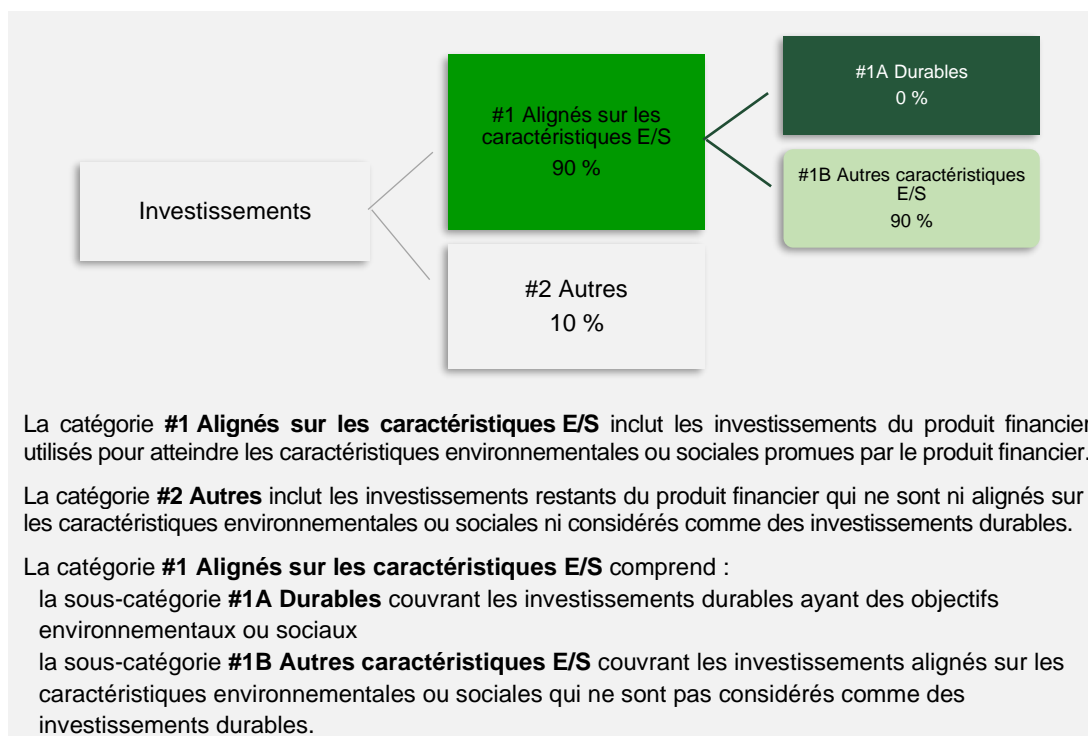 #1A Durables
0 %
#1 Alignés sur les
caractéristiques E/S
90 %
#1B Autres caractéristiques
E/S
90 %
Investissements
#2 Autres
10 %
La catégorie #1 Alignés sur les caractéristiques E/S inclut les investissements du produit financier
utilisés pour atteindre les caractéristiques environnementales ou sociales promues par le produit financier.
La catégorie #2 Autres inclut les investissements restants du produit financier qui ne sont ni alignés sur
les caractéristiques environnementales ou sociales ni considérés comme des investissements durables.
La catégorie #1 Alignés sur les caractéristiques E/S comprend :
la sous-catégorie #1A Durables couvrant les investissements durables ayant des objectifs
environnementaux ou sociaux
la sous-catégorie #1B Autres caractéristiques E/S couvrant les investissements alignés sur les
caractéristiques environnementales ou sociales qui ne sont pas considérés comme des
investissements durables.